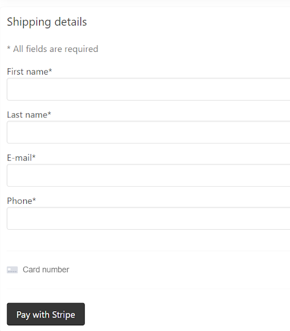 Shipping details
* All fields are required
First name*
Last name*
E-mail*
Phone*
Card number
Pay with Stripe